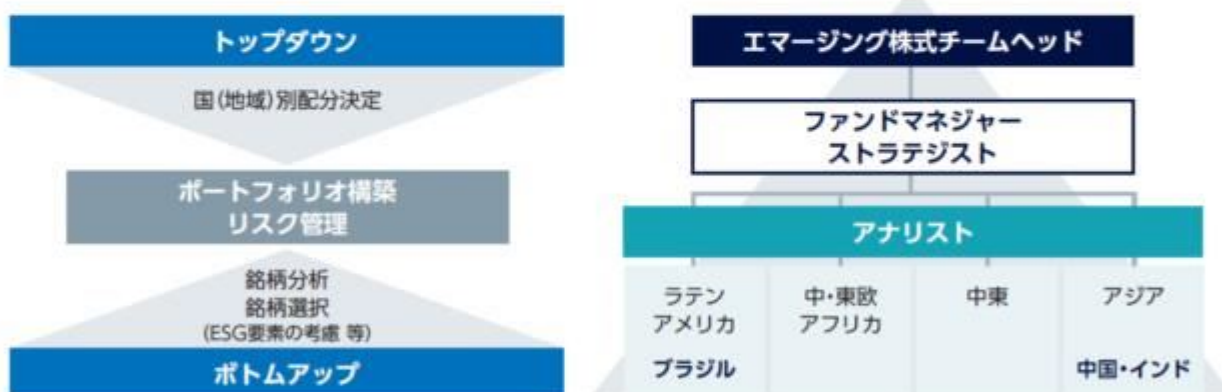 トップダウン
国(地域)別配分決定
ポートフォリオ構築
リスク管理
銘柄分析
銘柄選択
(ESG要素の考慮 等)
ボトムアップ
エマージング株式チームヘッド
ファンドマネジャー
ストラテジスト
アナリスト
ラテン
アメリカ
ブラジル
中・東欧
アフリカ
中東
アジア
中国・インド